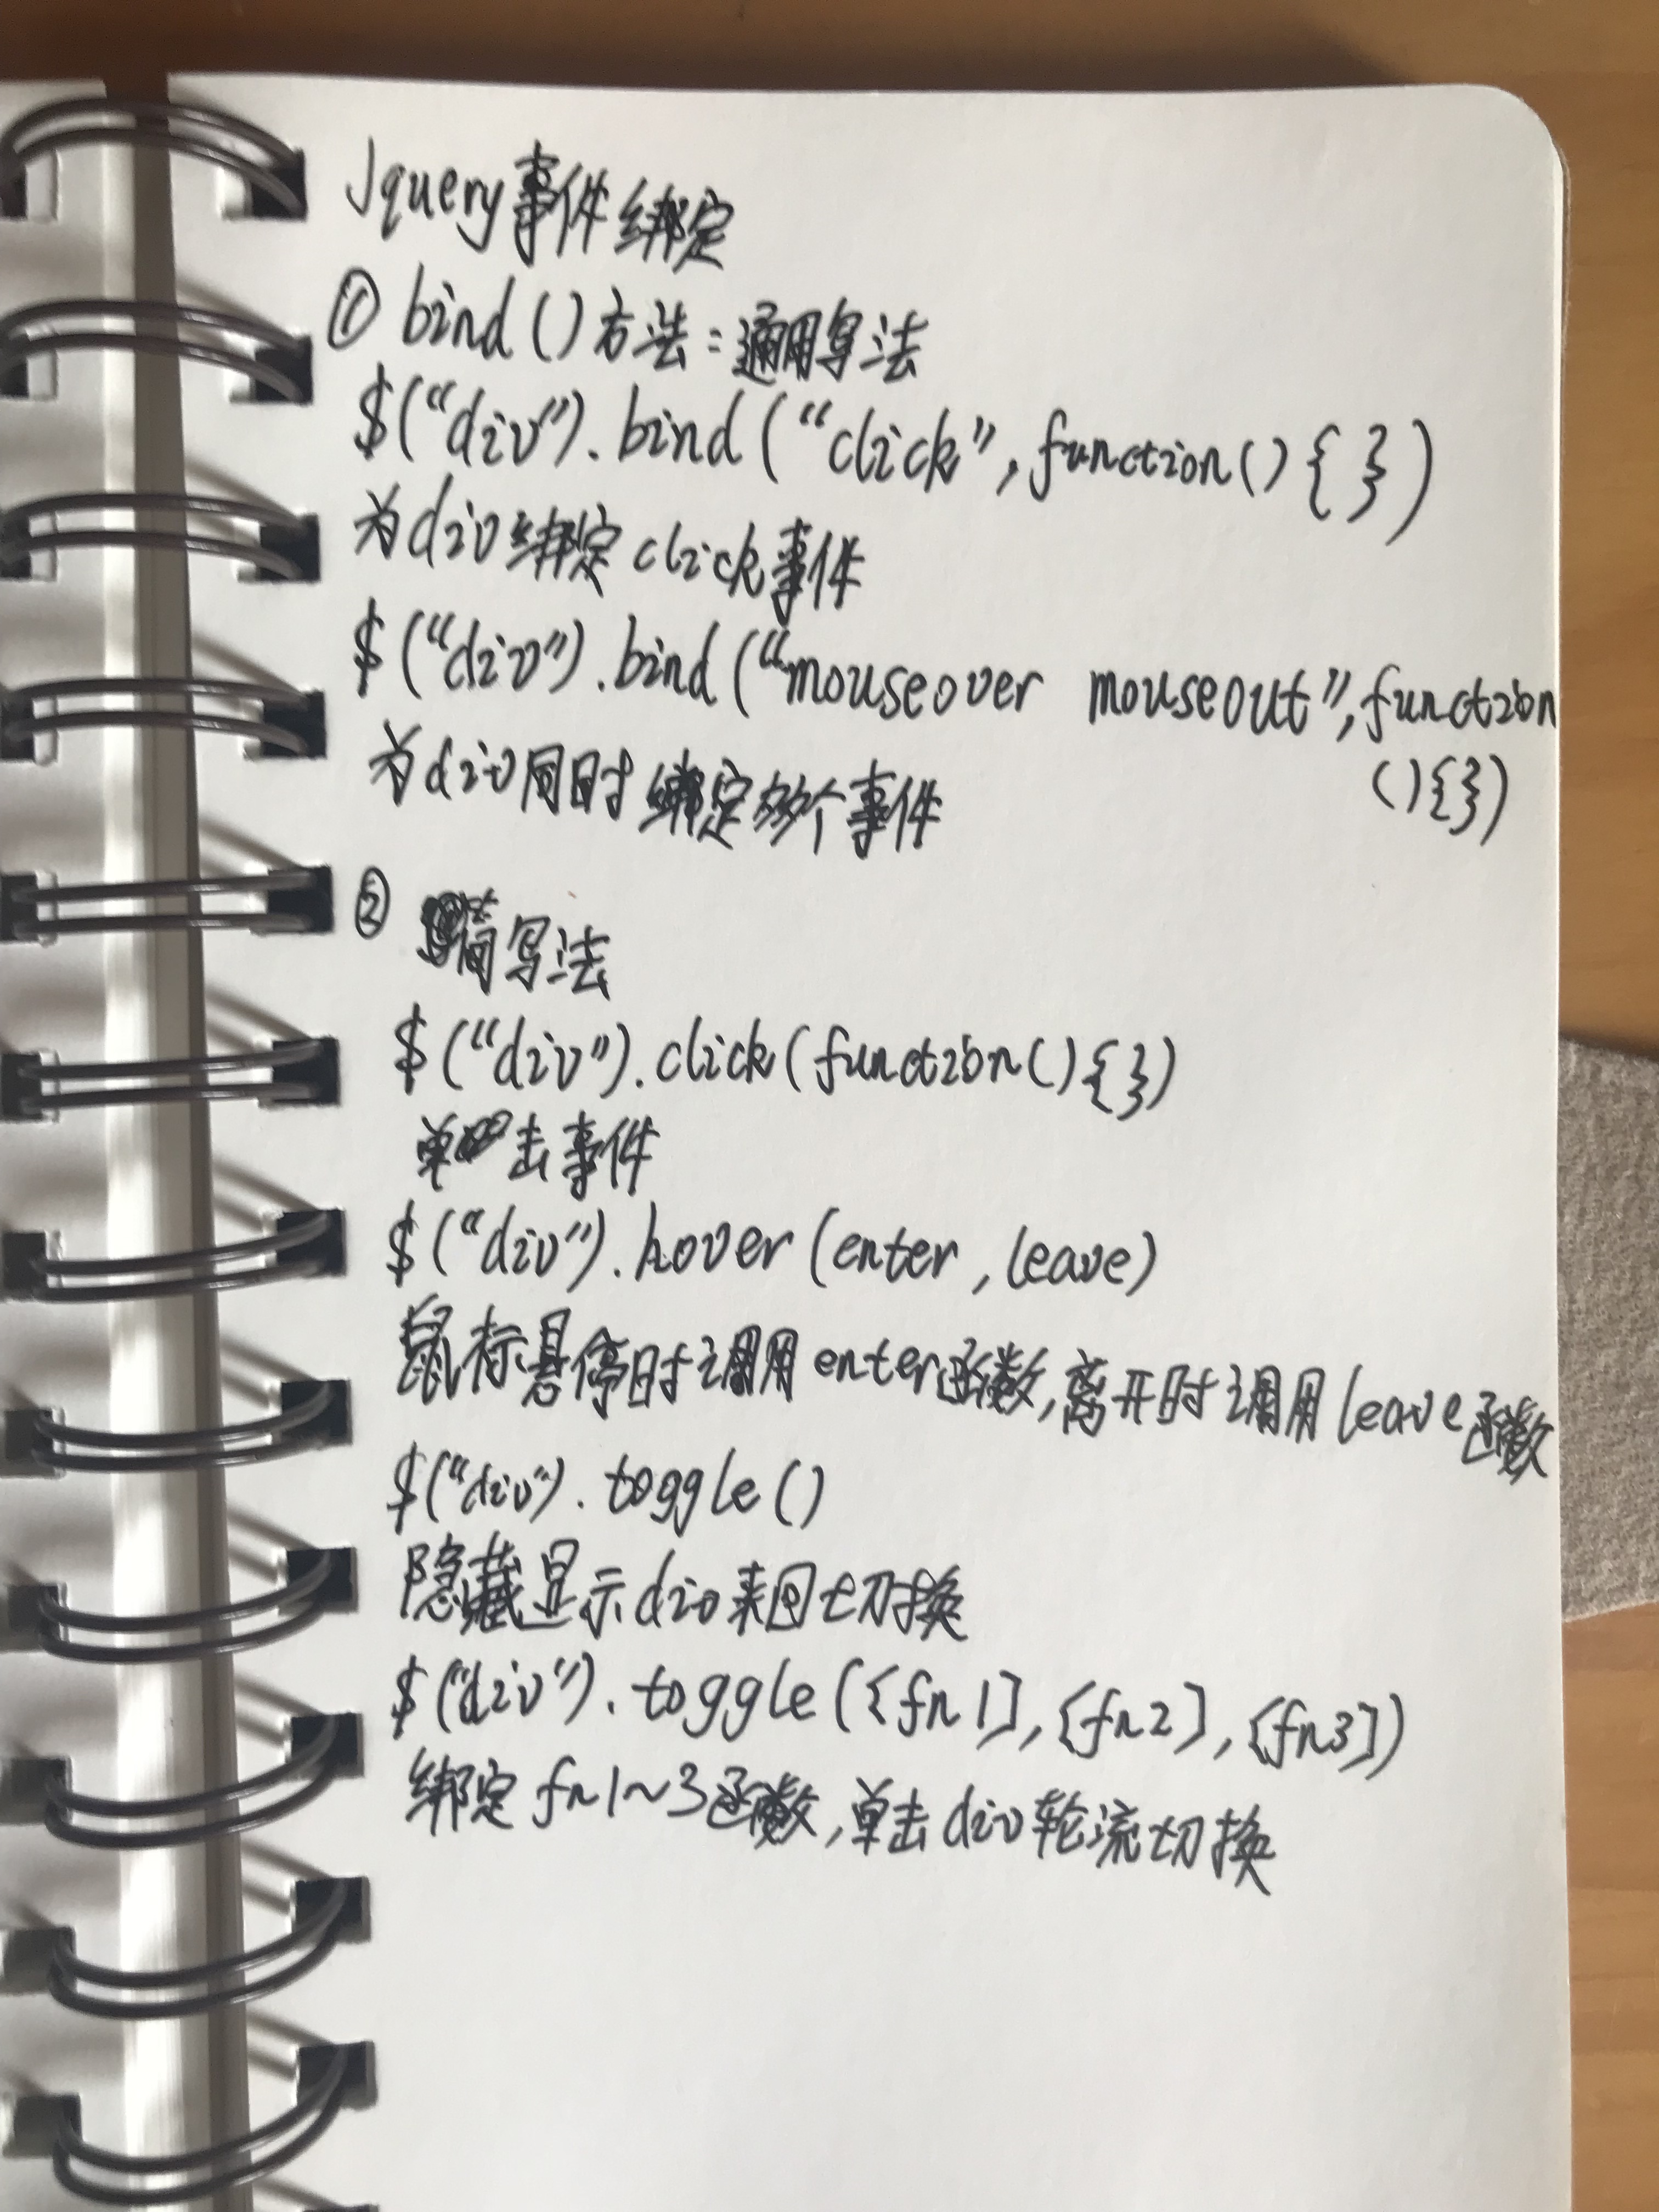 Jquery事件绑定
① bind()方法:通用写法
$("div").bind("click",function(){ })
为div绑定click事件
$("div").bind("mouseover mouseout",function
(){})
为div同时绑定多个事件
② 简写法
$("div").click(function(){})
单击事件
$("div").hover(enter,leave)
鼠标悬停时调用enter函数,离开时调用leave函数
$("div").toggle()
隐藏显示div来回切换
$("div").toggle([fn1],[fn2],[fn3])
绑定fn1~3函数,单击div轮流切换